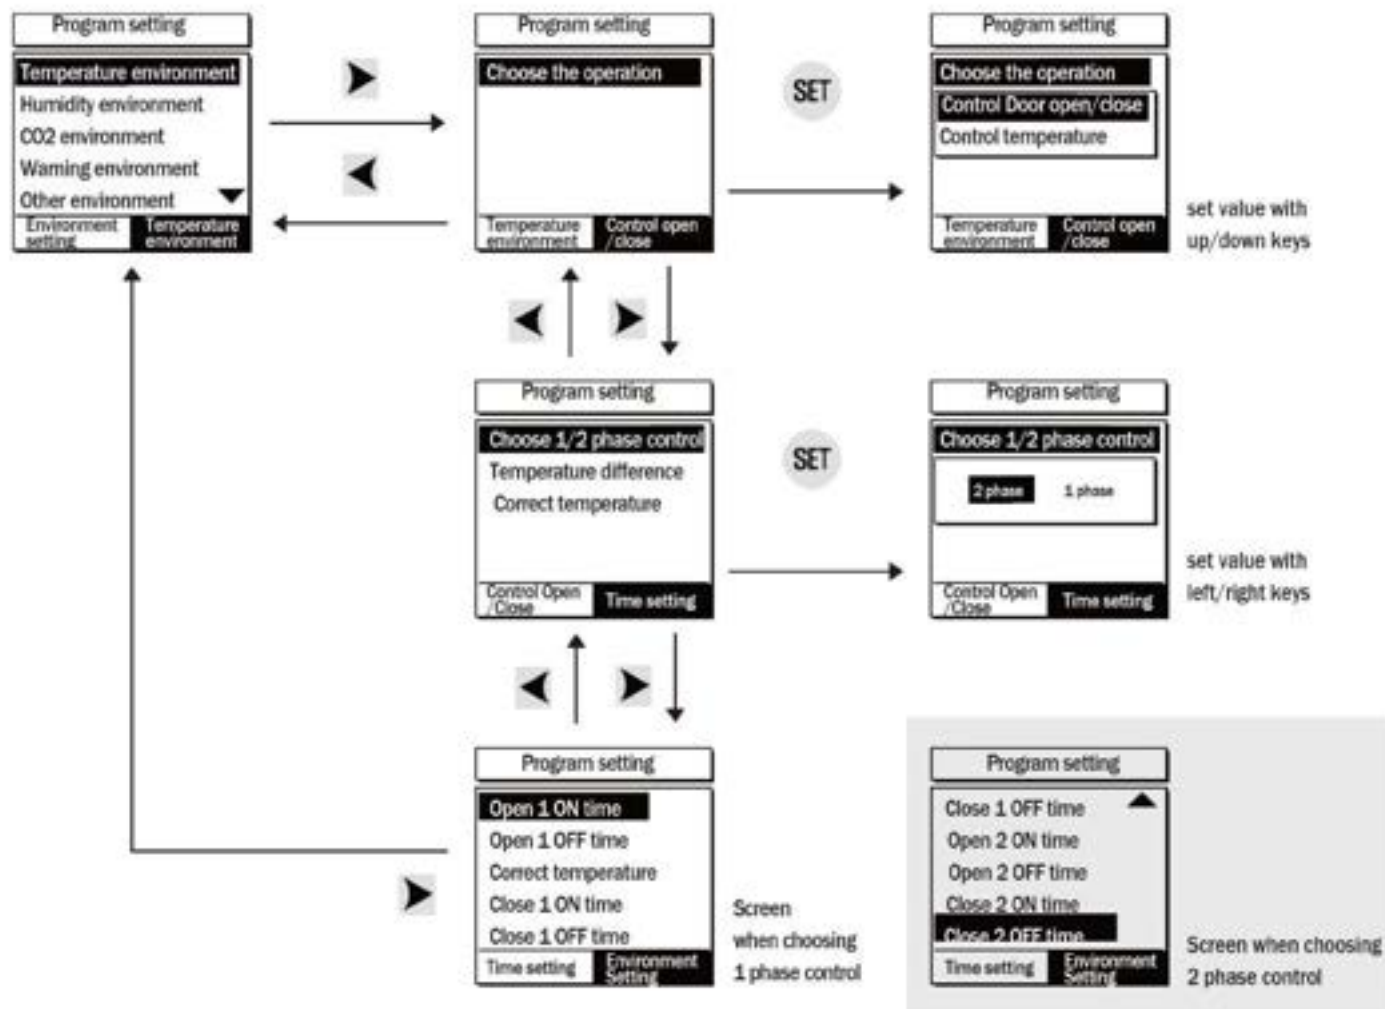 Program setting
Temperature environment
Humidity environment
CO2 environment
Warning environment
Other environment
Environment
setting
Temperature
environment
Program setting
Choose the operation
Temperature
environment
Control open
/close
SET
Program setting
Choose the operation
Control Door open/close
Control temperature
Temperature
environment
Control open
/close
set value with
up/down keys
Program setting
Choose 1/2 phase control
Temperature difference
Correct temperature
Control Open
/Close
Time setting
SET
Program setting
Choose 1/2 phase control
2 phase 1 phase
Control Open
/Close
Time setting
set value with
left/right keys
Program setting
Open 1 ON time
Open 1 OFF time
Correct temperature
Close 1 ON time
Close 1 OFF time
Time setting
Environment
Setting
Screen
when choosing
1 phase control
Program setting
Close 1 OFF time
Open 2 ON time
Open 2 OFF time
Close 2 ON time
Close 2 OFF time
Time setting
Environment
Setting
Screen when choosing
2 phase control